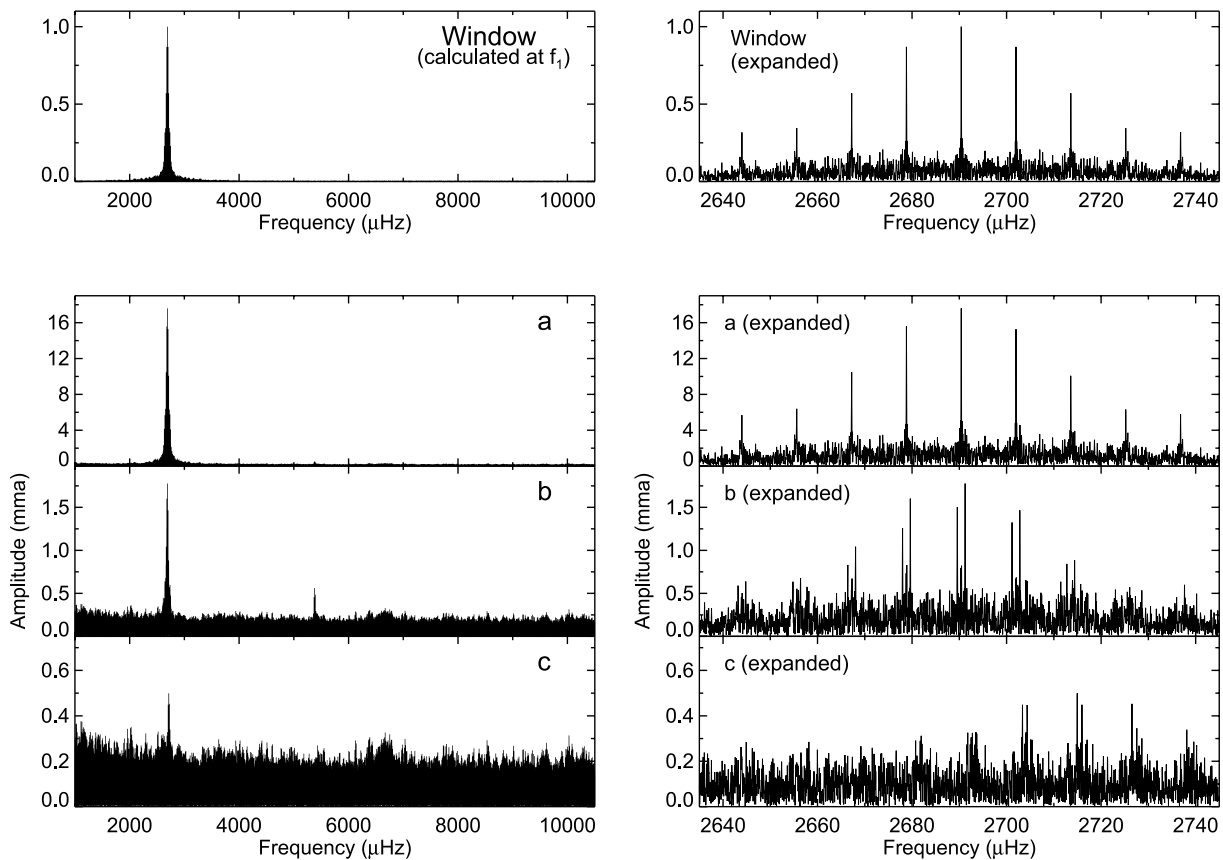 Window
(calculated at f1)
1.0
0.5
0.0
2000 4000 6000 8000 10000
Frequency (μHz)
Window
(expanded)
1.0
0.5
0.0
2640 2660 2680 2700 2720 2740
Frequency (μHz)
a
16
12
8
4
0
b
1.5
1.0
0.5
0.0
c
0.6
0.4
0.2
0.0
Amplitude (mma)
2000 4000 6000 8000 10000
Frequency (μHz)
a (expanded)
16
12
8
4
0
b (expanded)
1.5
1.0
0.5
0.0
c (expanded)
0.6
0.4
0.2
0.0
Amplitude (mma)
2640 2660 2680 2700 2720 2740
Frequency (μHz)